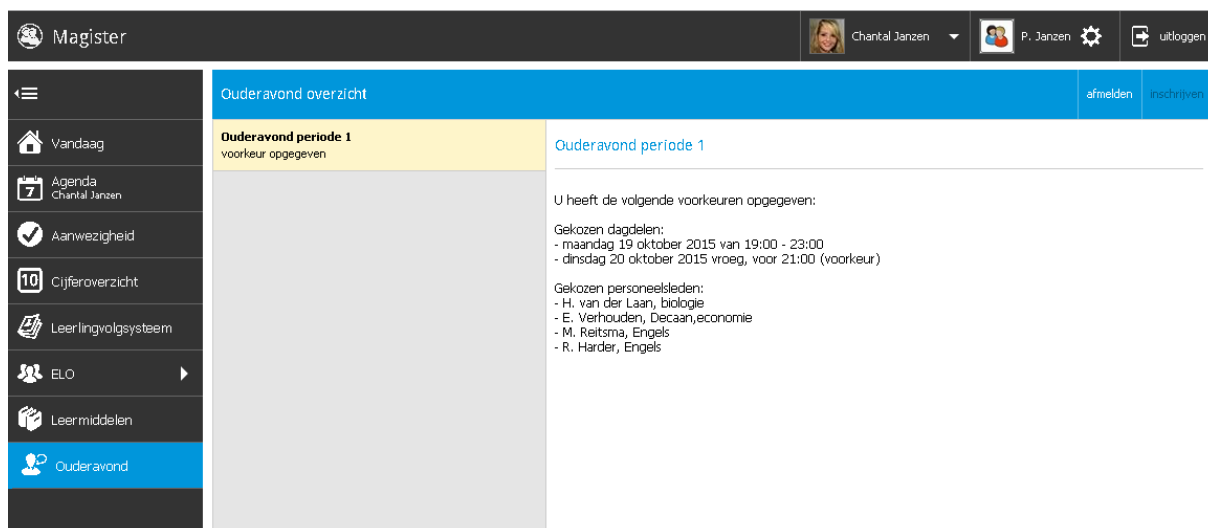 Magister
Chantal Janzen
P. Janzen
uitloggen
Ouderavond overzicht
afmelden
inschrijven
Vandaag
7
Agenda
Chantal Janzen
Aanwezigheid
10
Cijferoverzicht
Leerlingvolgsysteem
ELO
Leermiddelen
Ouderavond
Ouderavond periode 1
voorkeur opgegeven
Ouderavond periode 1
U heeft de volgende voorkeuren opgegeven:
Gekozen dagdelen:
- maandag 19 oktober 2015 van 19:00 - 23:00
- dinsdag 20 oktober 2015 vroeg, voor 21:00 (voorkeur)
Gekozen personeelsleden:
- H. van der Laan, biologie
- E. Verhouden, Decaan,economie
- M. Reitsma, Engels
- R. Harder, Engels